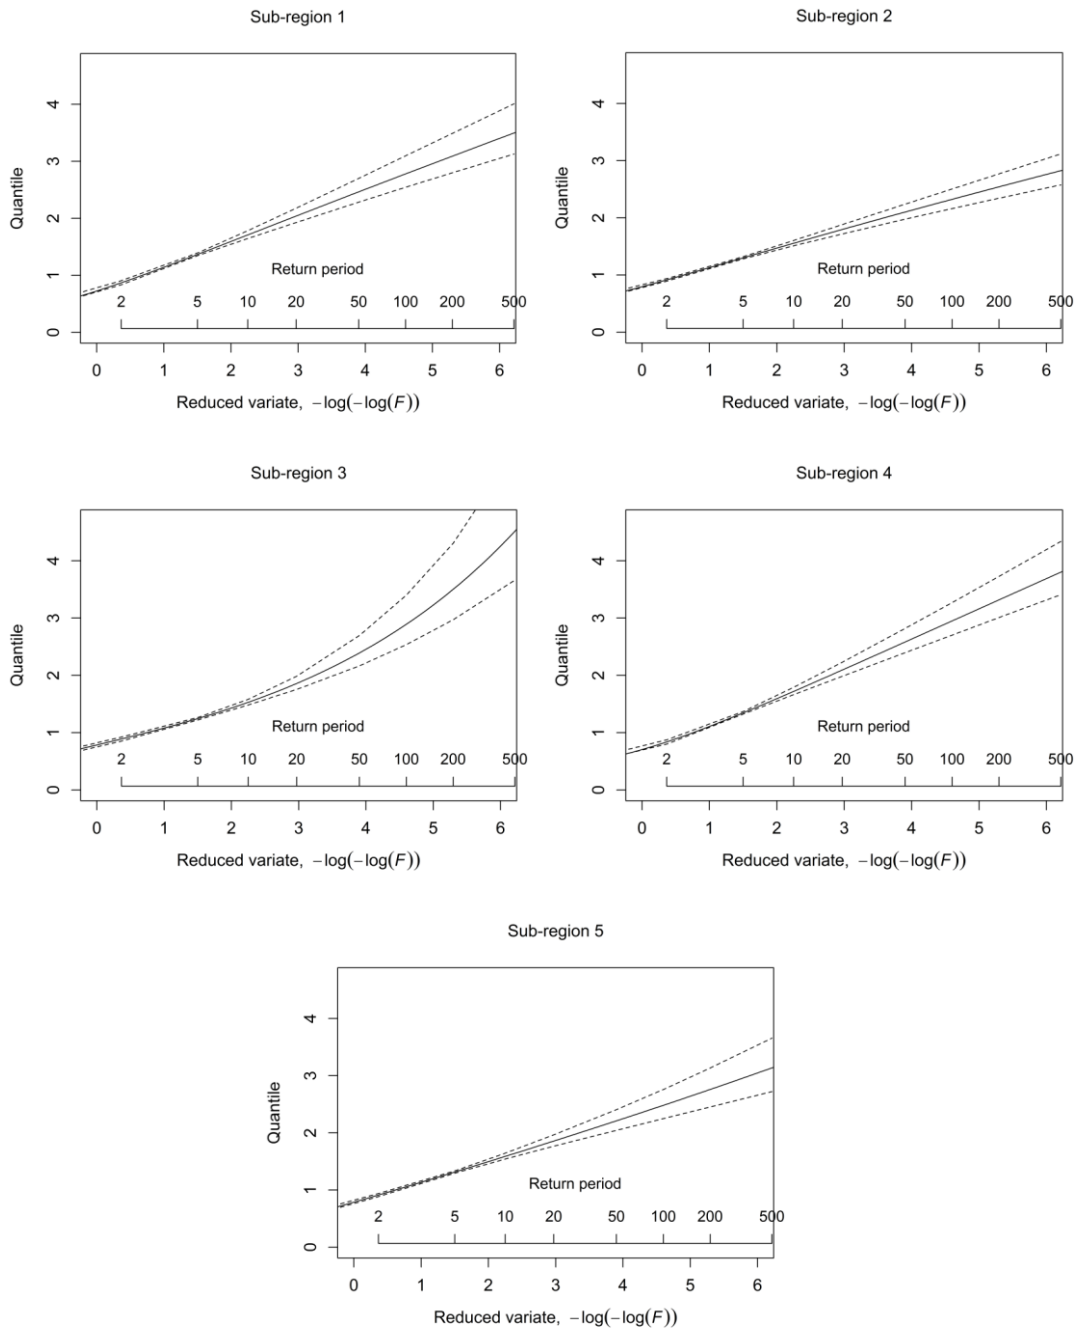 Sub-region 1
Quantile
4
3
2
1
0
Return period
2 5 10 20 50 100 200 500
0 1 2 3 4 5 6
Reduced variate, −log(−log(F))
Sub-region 2
Quantile
4
3
2
1
0
Return period
2 5 10 20 50 100 200 500
0 1 2 3 4 5 6
Reduced variate, −log(−log(F))
Sub-region 3
Quantile
4
3
2
1
0
Return period
2 5 10 20 50 100 200 500
0 1 2 3 4 5 6
Reduced variate, −log(−log(F))
Sub-region 4
Quantile
4
3
2
1
0
Return period
2 5 10 20 50 100 200 500
0 1 2 3 4 5 6
Reduced variate, −log(−log(F))
Sub-region 5
Quantile
4
3
2
1
0
Return period
2 5 10 20 50 100 200 500
0 1 2 3 4 5 6
Reduced variate, −log(−log(F))